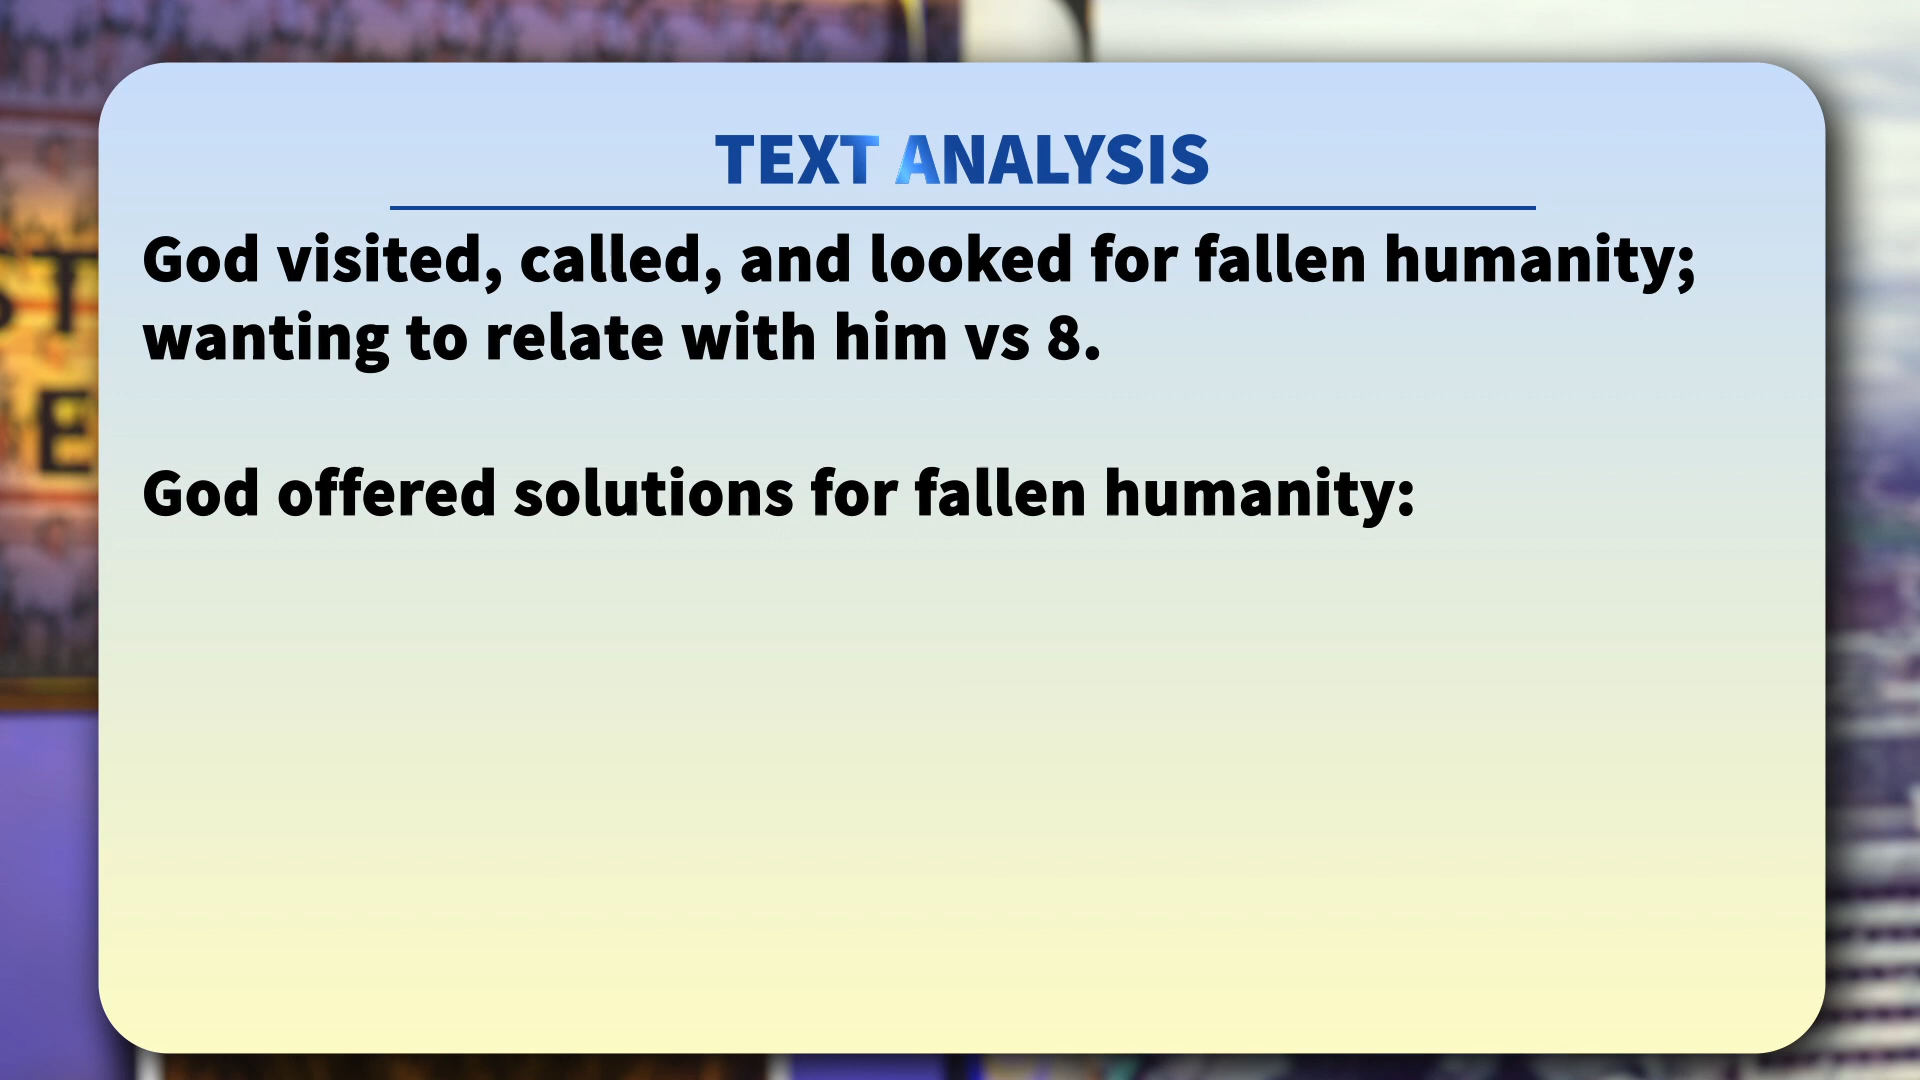 TEXT ANALYSIS
God visited, called, and looked for fallen humanity;
wanting to relate with him vs 8.
God offered solutions for fallen humanity: